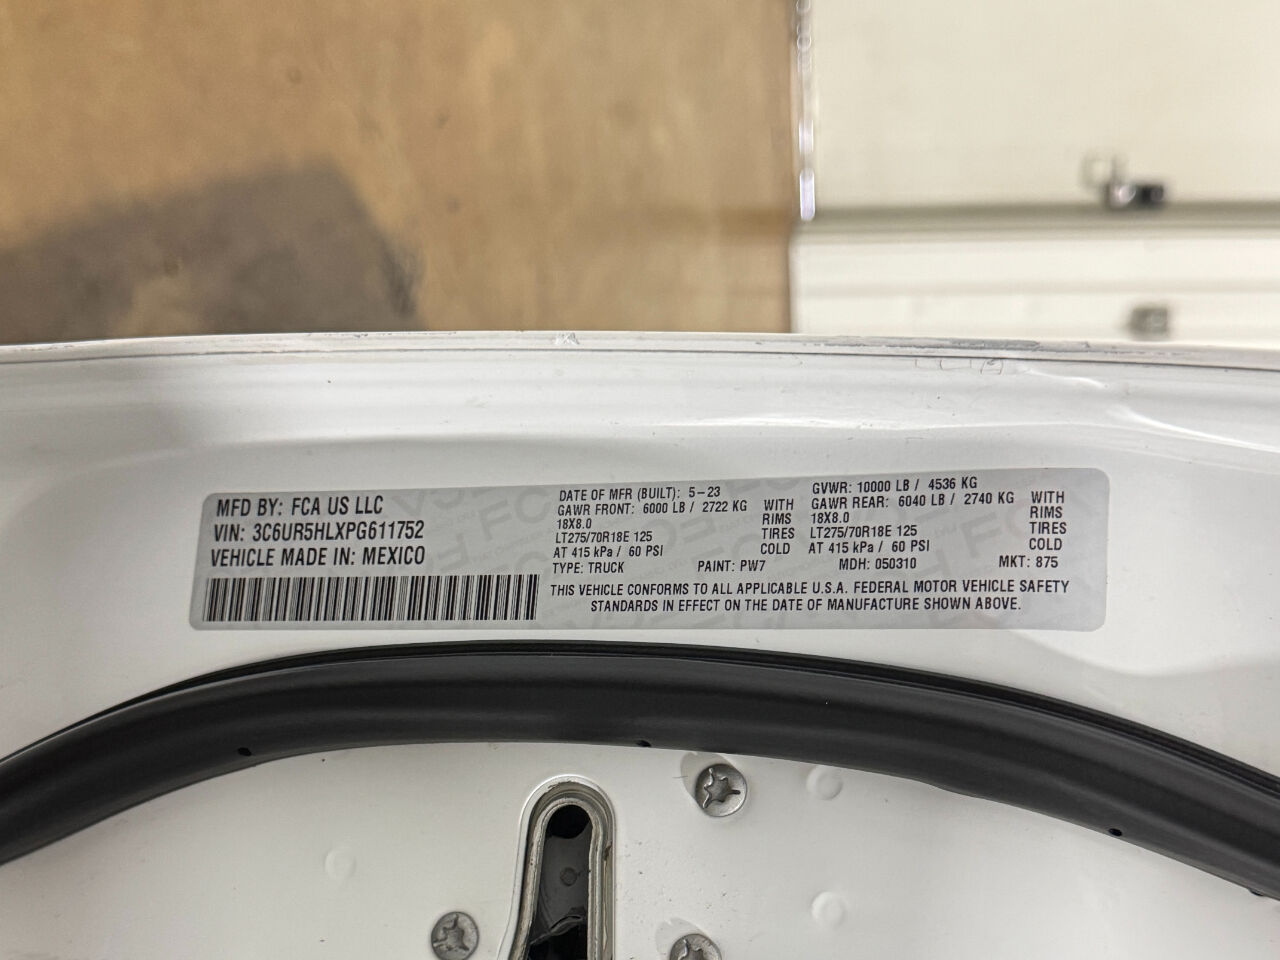 MFD BY: FCA US LLC
VIN: 3C6UR5HLXPG611752
VEHICLE MADE IN: MEXICO
DATE OF MFR (BUILT): 5-23
GAWR FRONT: 6000 LB / 2722 KG WITH
18X8.0 RIMS
LT275/70R18E 125 TIRES
AT 415 kPa / 60 PSI COLD
GVWR: 10000 LB / 4536 KG
GAWR REAR: 6040 LB / 2740 KG WITH
18X8.0 RIMS
LT275/70R18E 125 TIRES
AT 415 kPa / 60 PSI COLD
TYPE: TRUCK PAINT: PW7 MDH: 050310 MKT: 875
THIS VEHICLE CONFORMS TO ALL APPLICABLE U.S.A. FEDERAL MOTOR VEHICLE SAFETY
STANDARDS IN EFFECT ON THE DATE OF MANUFACTURE SHOWN ABOVE.